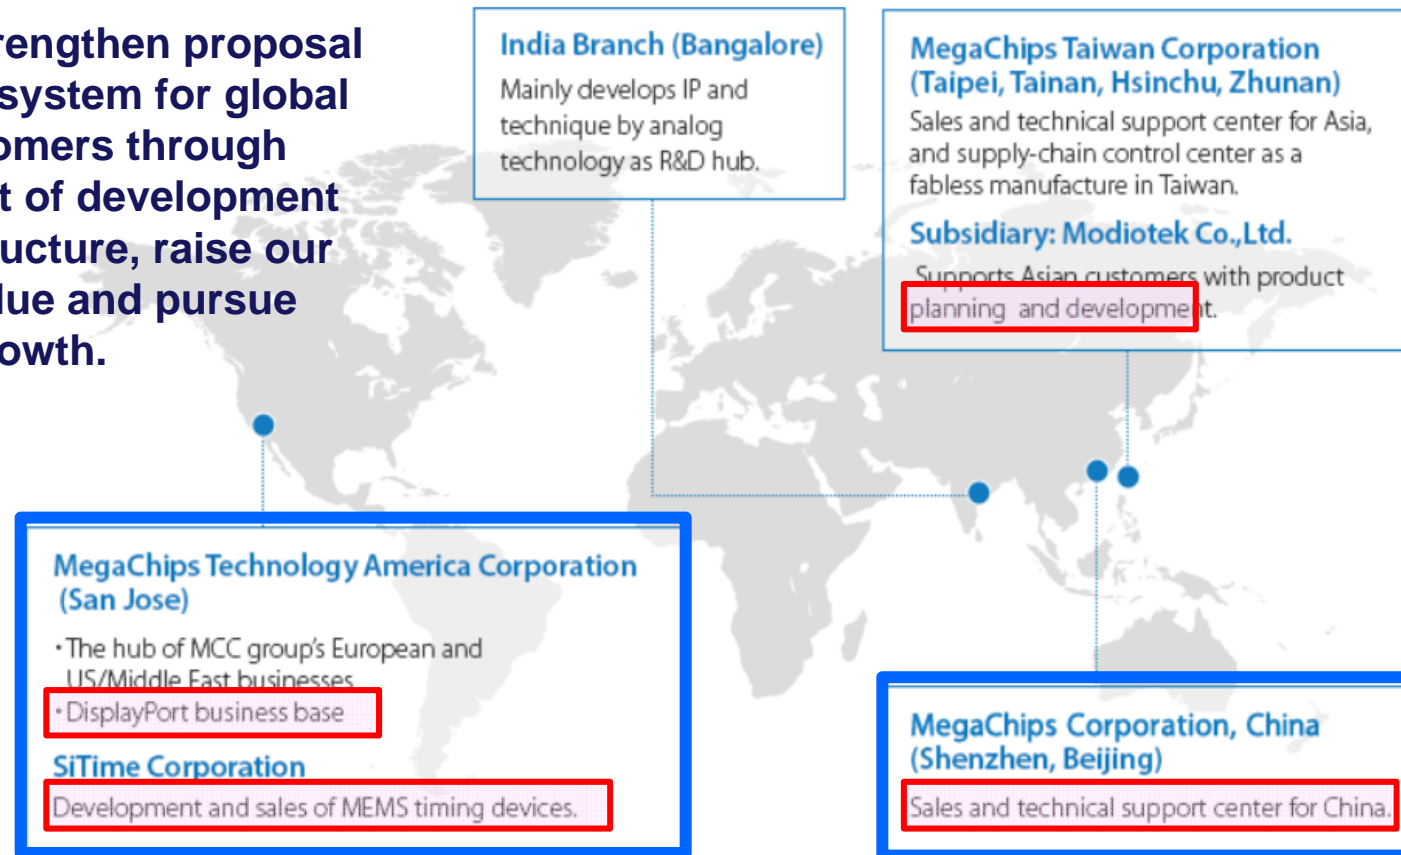 rengthen proposal
system for global
omers through
t of development
ucture, raise our
lue and pursue
owth.
India Branch (Bangalore)
Mainly develops IP and
technique by analog
technology as R&D hub.
MegaChips Taiwan Corporation
(Taipei, Tainan, Hsinchu, Zhunan)
Sales and technical support center for Asia,
and supply-chain control center as a
fabless manufacture in Taiwan.
Subsidiary: Modiotek Co.,Ltd.
Supports Asian customers with product
planning and development.
MegaChips Technology America Corporation
(San Jose)
・The hub of MCC group's European and
US/Middle East businesses
・DisplayPort business base
SiTime Corporation
Development and sales of MEMS timing devices.
MegaChips Corporation, China
(Shenzhen, Beijing)
Sales and technical support center for China.